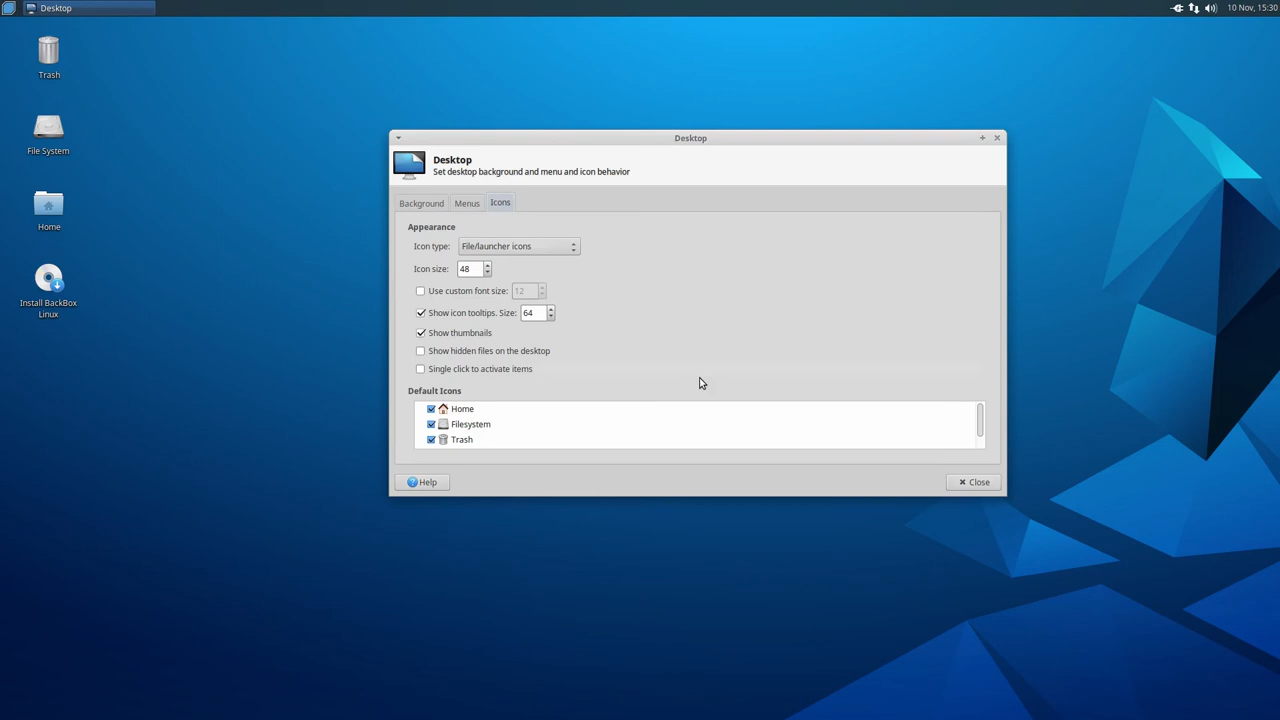 Desktop
10 Nov, 15:30
Trash
File System
Home
Install BackBox
Linux
Desktop
Desktop
Set desktop background and menu and icon behavior
Background Menus Icons
Appearance
Icon type: File/launcher icons
Icon size: 48
Use custom font size: 12
Show icon tooltips. Size: 64
Show thumbnails
Show hidden files on the desktop
Single click to activate items
Default Icons
Home
Filesystem
Trash
Help
Close